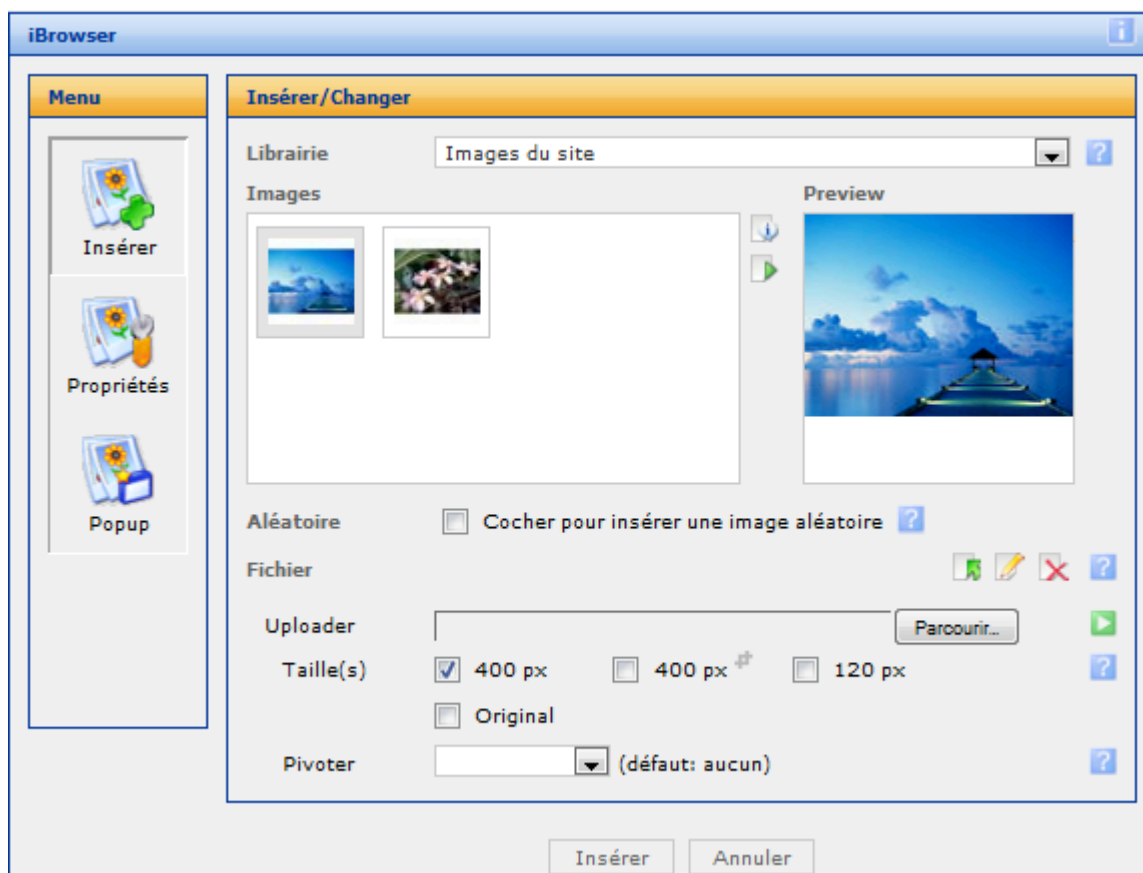 iBrowser
Menu
Insérer/Changer
Insérer
Propriétés
Popup
Librairie
Images du site
Images
Preview
Aléatoire
Cocher pour insérer une image aléatoire
Fichier
Uploader
Parcourir...
Taille(s)
400 px
400 px
120 px
Original
Pivoter
(défaut: aucun)
Insérer
Annuler